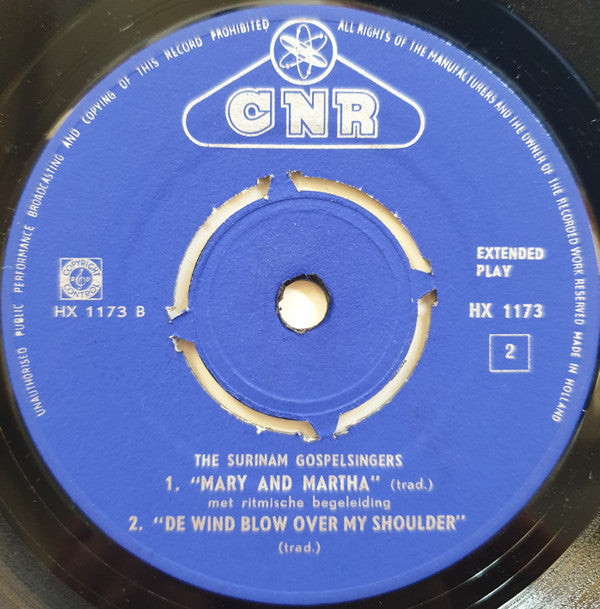 UNAUTHORISED PUBLIC PERFORMANCE BROADCASTING AND COPYING OF THIS RECORD PROHIBITED ALL RIGHTS OF THE MANUFACTURERS AND THE OWNER OF THE RECORDED WORK RESERVED MADE IN HOLLAND
CNR
COPYRIGHT
CONTROL
HX 1173 B
EXTENDED
PLAY
HX 1173
2
THE SURINAM GOSPELSINGERS
1. “MARY AND MARTHA” (trad.)
met ritmische begeleiding
2. “DE WIND BLOW OVER MY SHOULDER”
(trad.)